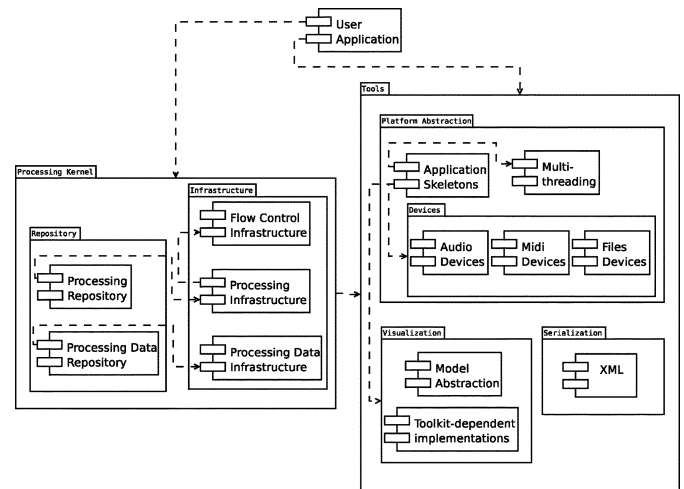 User
Application
Tools
Platform Abstraction
Application
Skeletons
Multi-
threading
Devices
Audio
Devices
Midi
Devices
Files
Devices
Processing Kernel
Infrastructure
Flow Control
Infrastructure
Repository
Processing
Repository
Processing
Infrastructure
Processing Data
Repository
Processing Data
Infrastructure
Visualization
Model
Abstraction
Toolkit-dependent
implementations
Serialization
XML